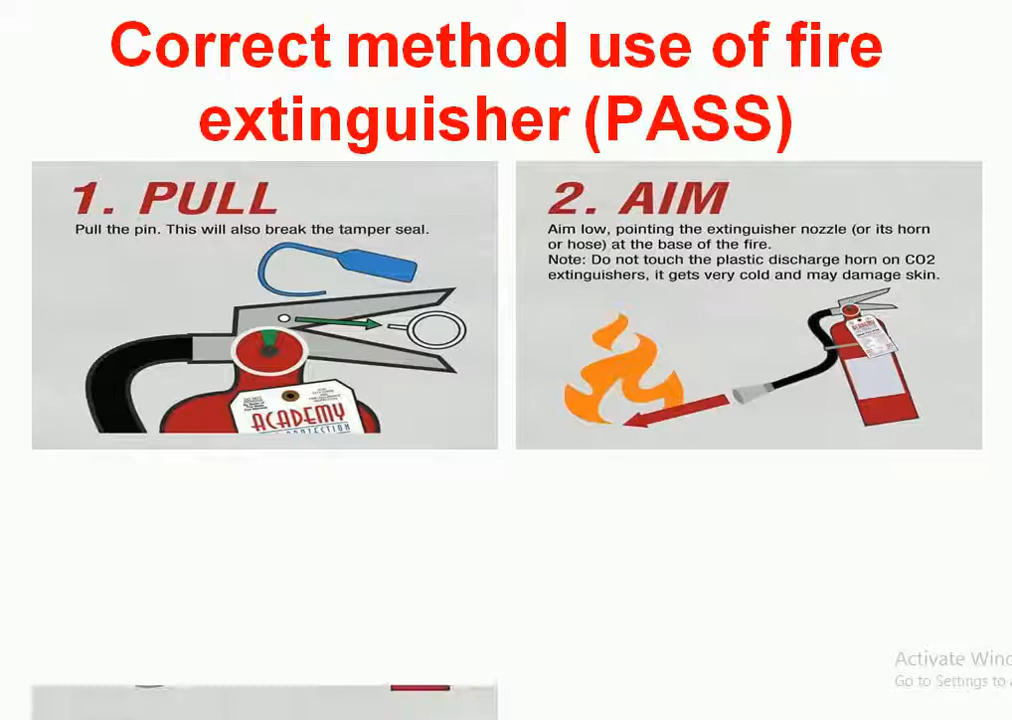 Correct method use of fire
extinguisher (PASS)
1. PULL
Pull the pin. This will also break the tamper seal.
ACADEMY
2. AIM
Aim low, pointing the extinguisher nozzle (or its horn
or hose) at the base of the fire.
Note: Do not touch the plastic discharge horn on CO2
extinguishers, it gets very cold and may damage skin.
ACADEMY
Activate Wind
Go to Settings to a